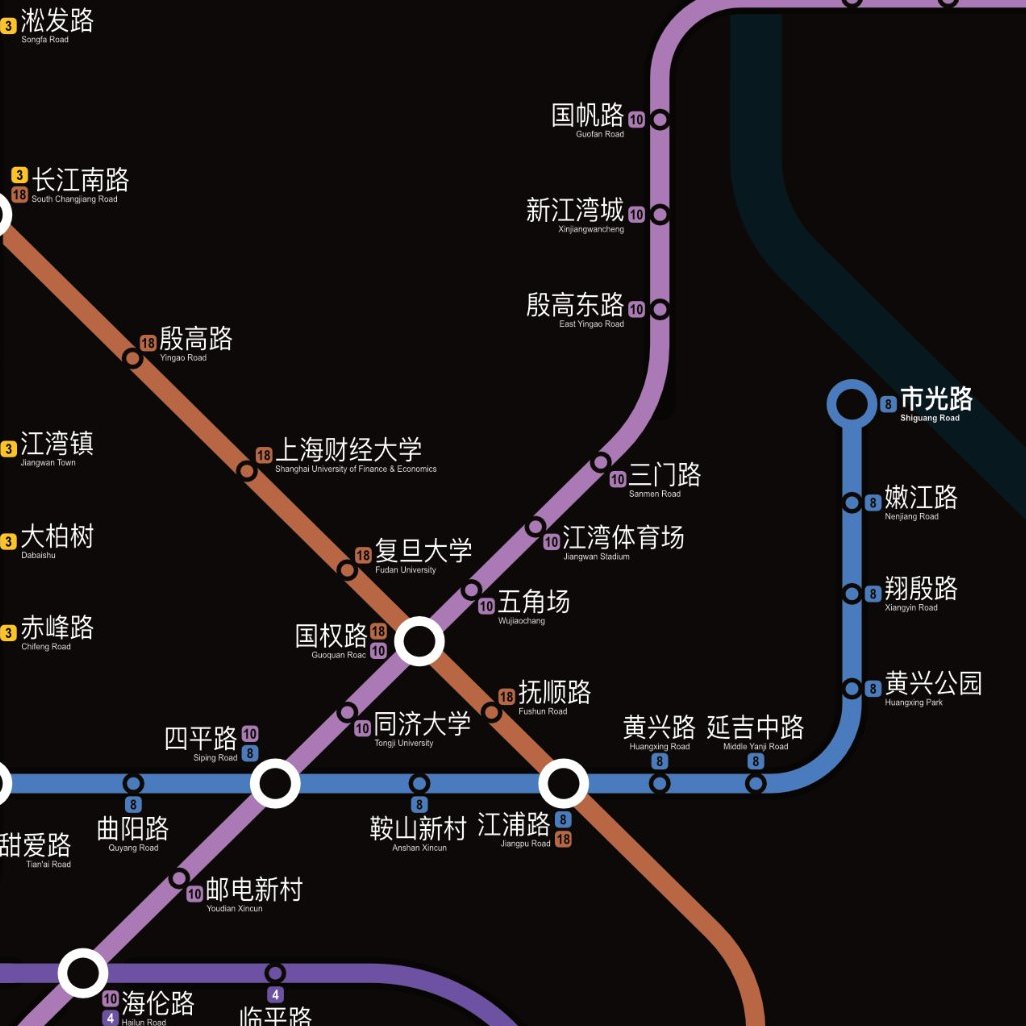 3 淞发路
Songfa Road
国帆路 10
Guofan Road
3 长江南路
18 South Changjiang Road
新江湾城 10
Xinjiangwancheng
殷高东路 10
East Yingao Road
18 殷高路
Yingao Road
8 市光路
Shiguang Road
3 江湾镇
Jiangwan Town
18 上海财经大学
Shanghai University of Finance & Economics
10 三门路
Sanmen Road
8 嫩江路
Nenjiang Road
3 大柏树
Dabaishu
18 复旦大学
Fudan University
10 江湾体育场
Jiangwan Stadium
8 翔殷路
Xiangyin Road
10 五角场
Wujiaochang
3 赤峰路
Chifeng Road
国权路 18
Guoquan Road 10
18 抚顺路
Fushun Road
8 黄兴公园
Huangxing Park
四平路 10
Siping Road 8
10 同济大学
Tongji University
黄兴路
Huangxing Road
8
延吉中路
Middle Yanji Road
8
8
曲阳路
Quyang Road
8
鞍山新村
Anshan Xincun
江浦路 8
Jiangpu Road 18
甜爱路
Tian'ai Road
10 邮电新村
Youdian Xincun
10 海伦路
4 Hailun Road
4
临平路